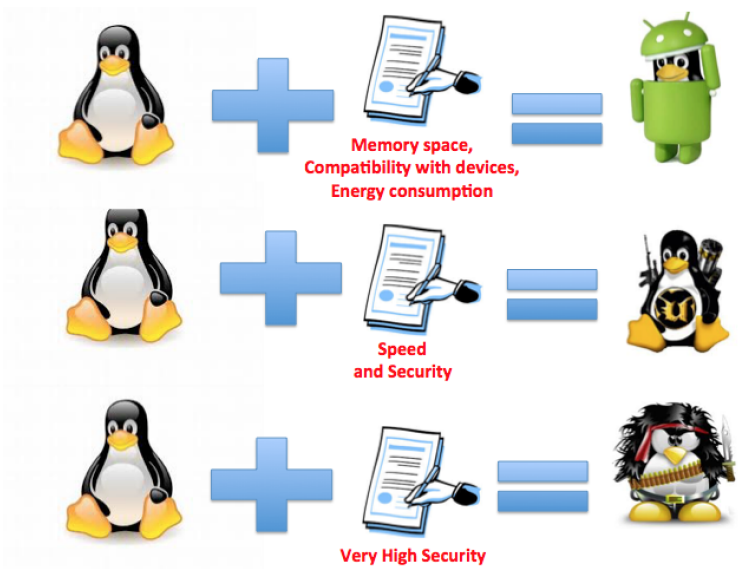 Memory space,
Compatibility with devices,
Energy consumption
Speed
and Security
Very High Security